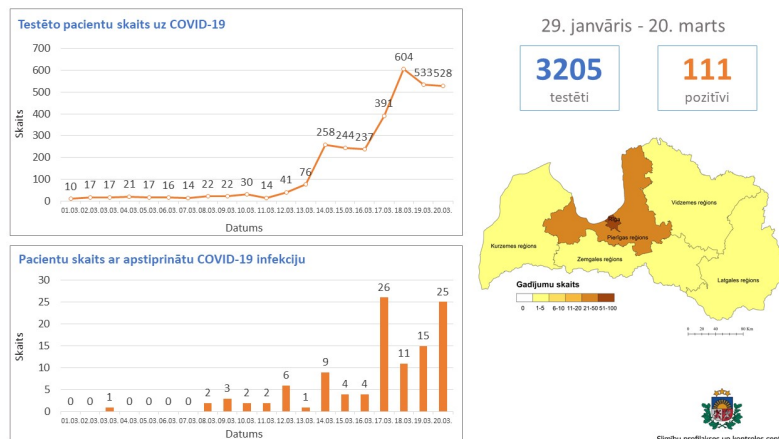 Testēto pacientu skaits uz COVID-19
700
600
500
400
300
200
100
0
Skaits
10 17 17 21 17 16 14 22 22 30 14 41 76 258 244 237 391 604 533 528
01.03. 02.03. 03.03. 04.03. 05.03. 06.03. 07.03. 08.03. 09.03. 10.03. 11.03. 12.03. 13.03. 14.03. 15.03. 16.03. 17.03. 18.03. 19.03. 20.03.
Datums
Pacientu skaits ar apstiprinātu COVID-19 infekciju
30
25
20
15
10
5
0
Skaits
0 0 1 0 0 0 0 2 3 2 2 6 1 9 4 4 26 11 15 25
01.03. 02.03. 03.03. 04.03. 05.03. 06.03. 07.03. 08.03. 09.03. 10.03. 11.03. 12.03. 13.03. 14.03. 15.03. 16.03. 17.03. 18.03. 19.03. 20.03.
Datums
29. janvāris - 20. marts
3205
testēti
111
pozitīvi
Vidzemes reģions
Rīga
Pierīgas reģions
Kurzemes reģions
Zemgales reģions
Latgales reģions
Gadījumu skaits
0 1-5 6-10 11-20 21-50 51-100
0 20 40 80 Km